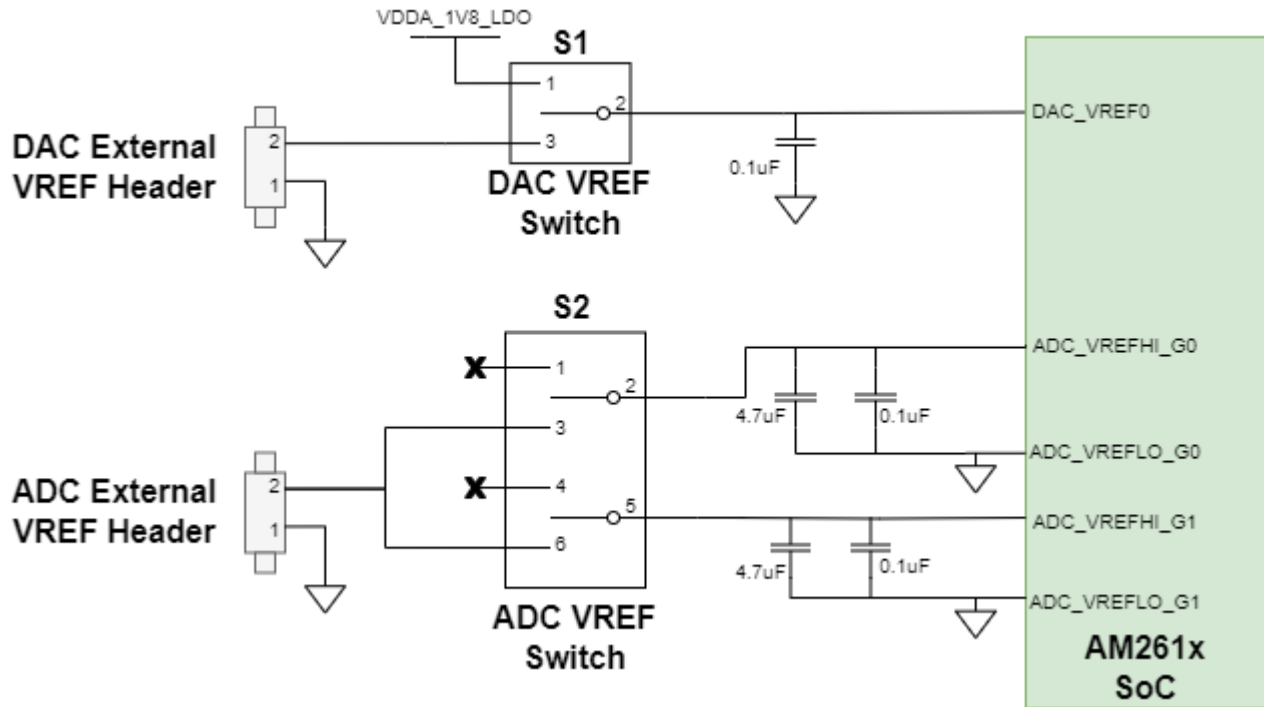 VDDA_1V8_LDO
S1
1
2
3
DAC VREF
Switch
DAC External
VREF Header
2
1
0.1uF
DAC_VREF0
S2
X
1
2
3
X
4
5
6
ADC VREF
Switch
ADC External
VREF Header
2
1
4.7uF
0.1uF
4.7uF
0.1uF
ADC_VREFHI_G0
ADC_VREFLO_G0
ADC_VREFHI_G1
ADC_VREFLO_G1
AM261x
SoC